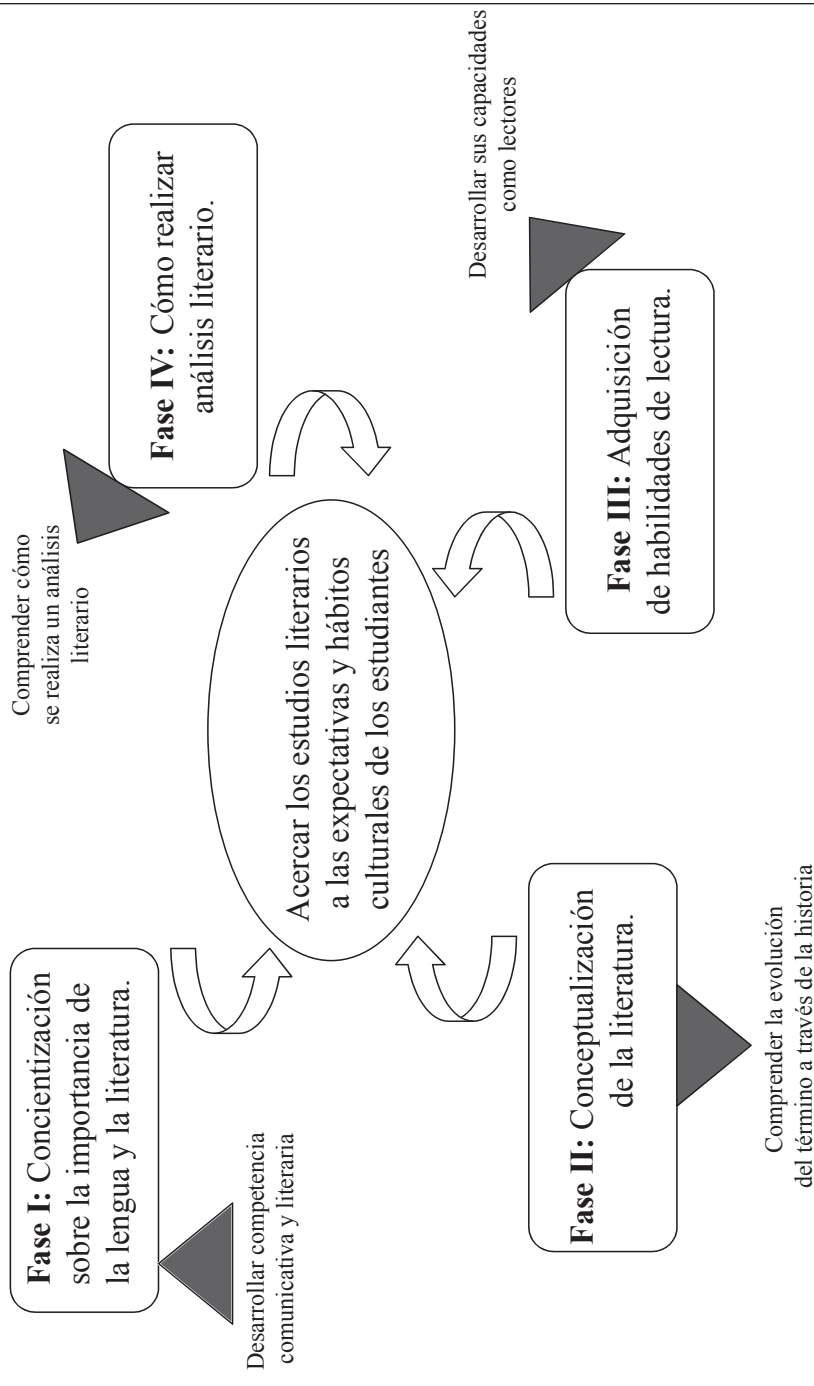 Fase I: Concientización
sobre la importancia de
la lengua y la literatura.
Desarrollar competencia
comunicativa y literaria
Fase II: Conceptualización
de la literatura.
Comprender la evolución
del término a través de la historia
Acercar los estudios literarios
a las expectativas y hábitos
culturales de los estudiantes
Fase III: Adquisición
de habilidades de lectura.
Desarrollar sus capacidades
como lectores
Fase IV: Cómo realizar
análisis literario.
Comprender cómo
se realiza un análisis
literario